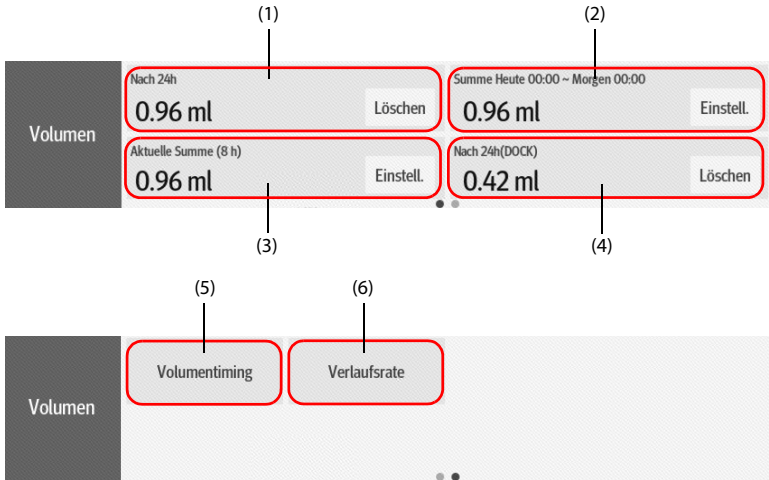 (1)
(2)
Nach 24h
0.96 ml
Löschen
Summe Heute 00:00 ~ Morgen 00:00
0.96 ml
Einstell.
Volumen
Aktuelle Summe (8 h)
0.96 ml
Einstell.
Nach 24h(DOCK)
0.42 ml
Löschen
(3)
(4)
(5)
(6)
Volumentiming
Verlaufsrate
Volumen